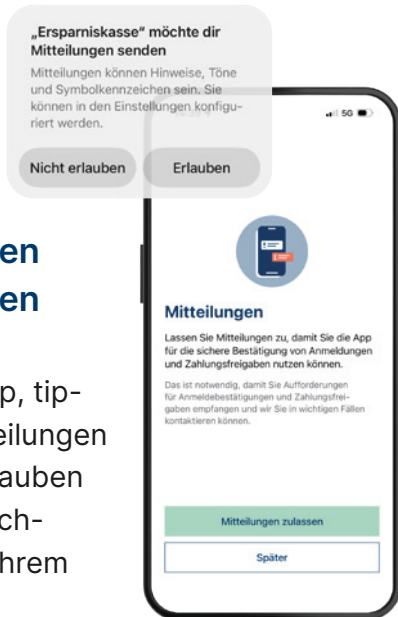 „Ersparniskasse“ möchte dir
Mitteilungen senden
Mitteilungen können Hinweise, Töne
und Symbolkennzeichen sein. Sie
können in den Einstellungen konfigu-
riert werden.
Nicht erlauben
Erlauben
5G
Mitteilungen
Lassen Sie Mitteilungen zu, damit Sie die App
für die sichere Bestätigung von Anmeldungen
und Zahlungsfreigaben nutzen können.
Das ist notwendig, damit Sie Aufforderungen
für Anmeldebestätigungen und Zahlungsfrei-
gaben empfangen und wir Sie in wichtigen Fällen
kontaktieren können.
Mitteilungen zulassen
Später
en
en
p, tip-
eilungen
auben
ch-
hrem